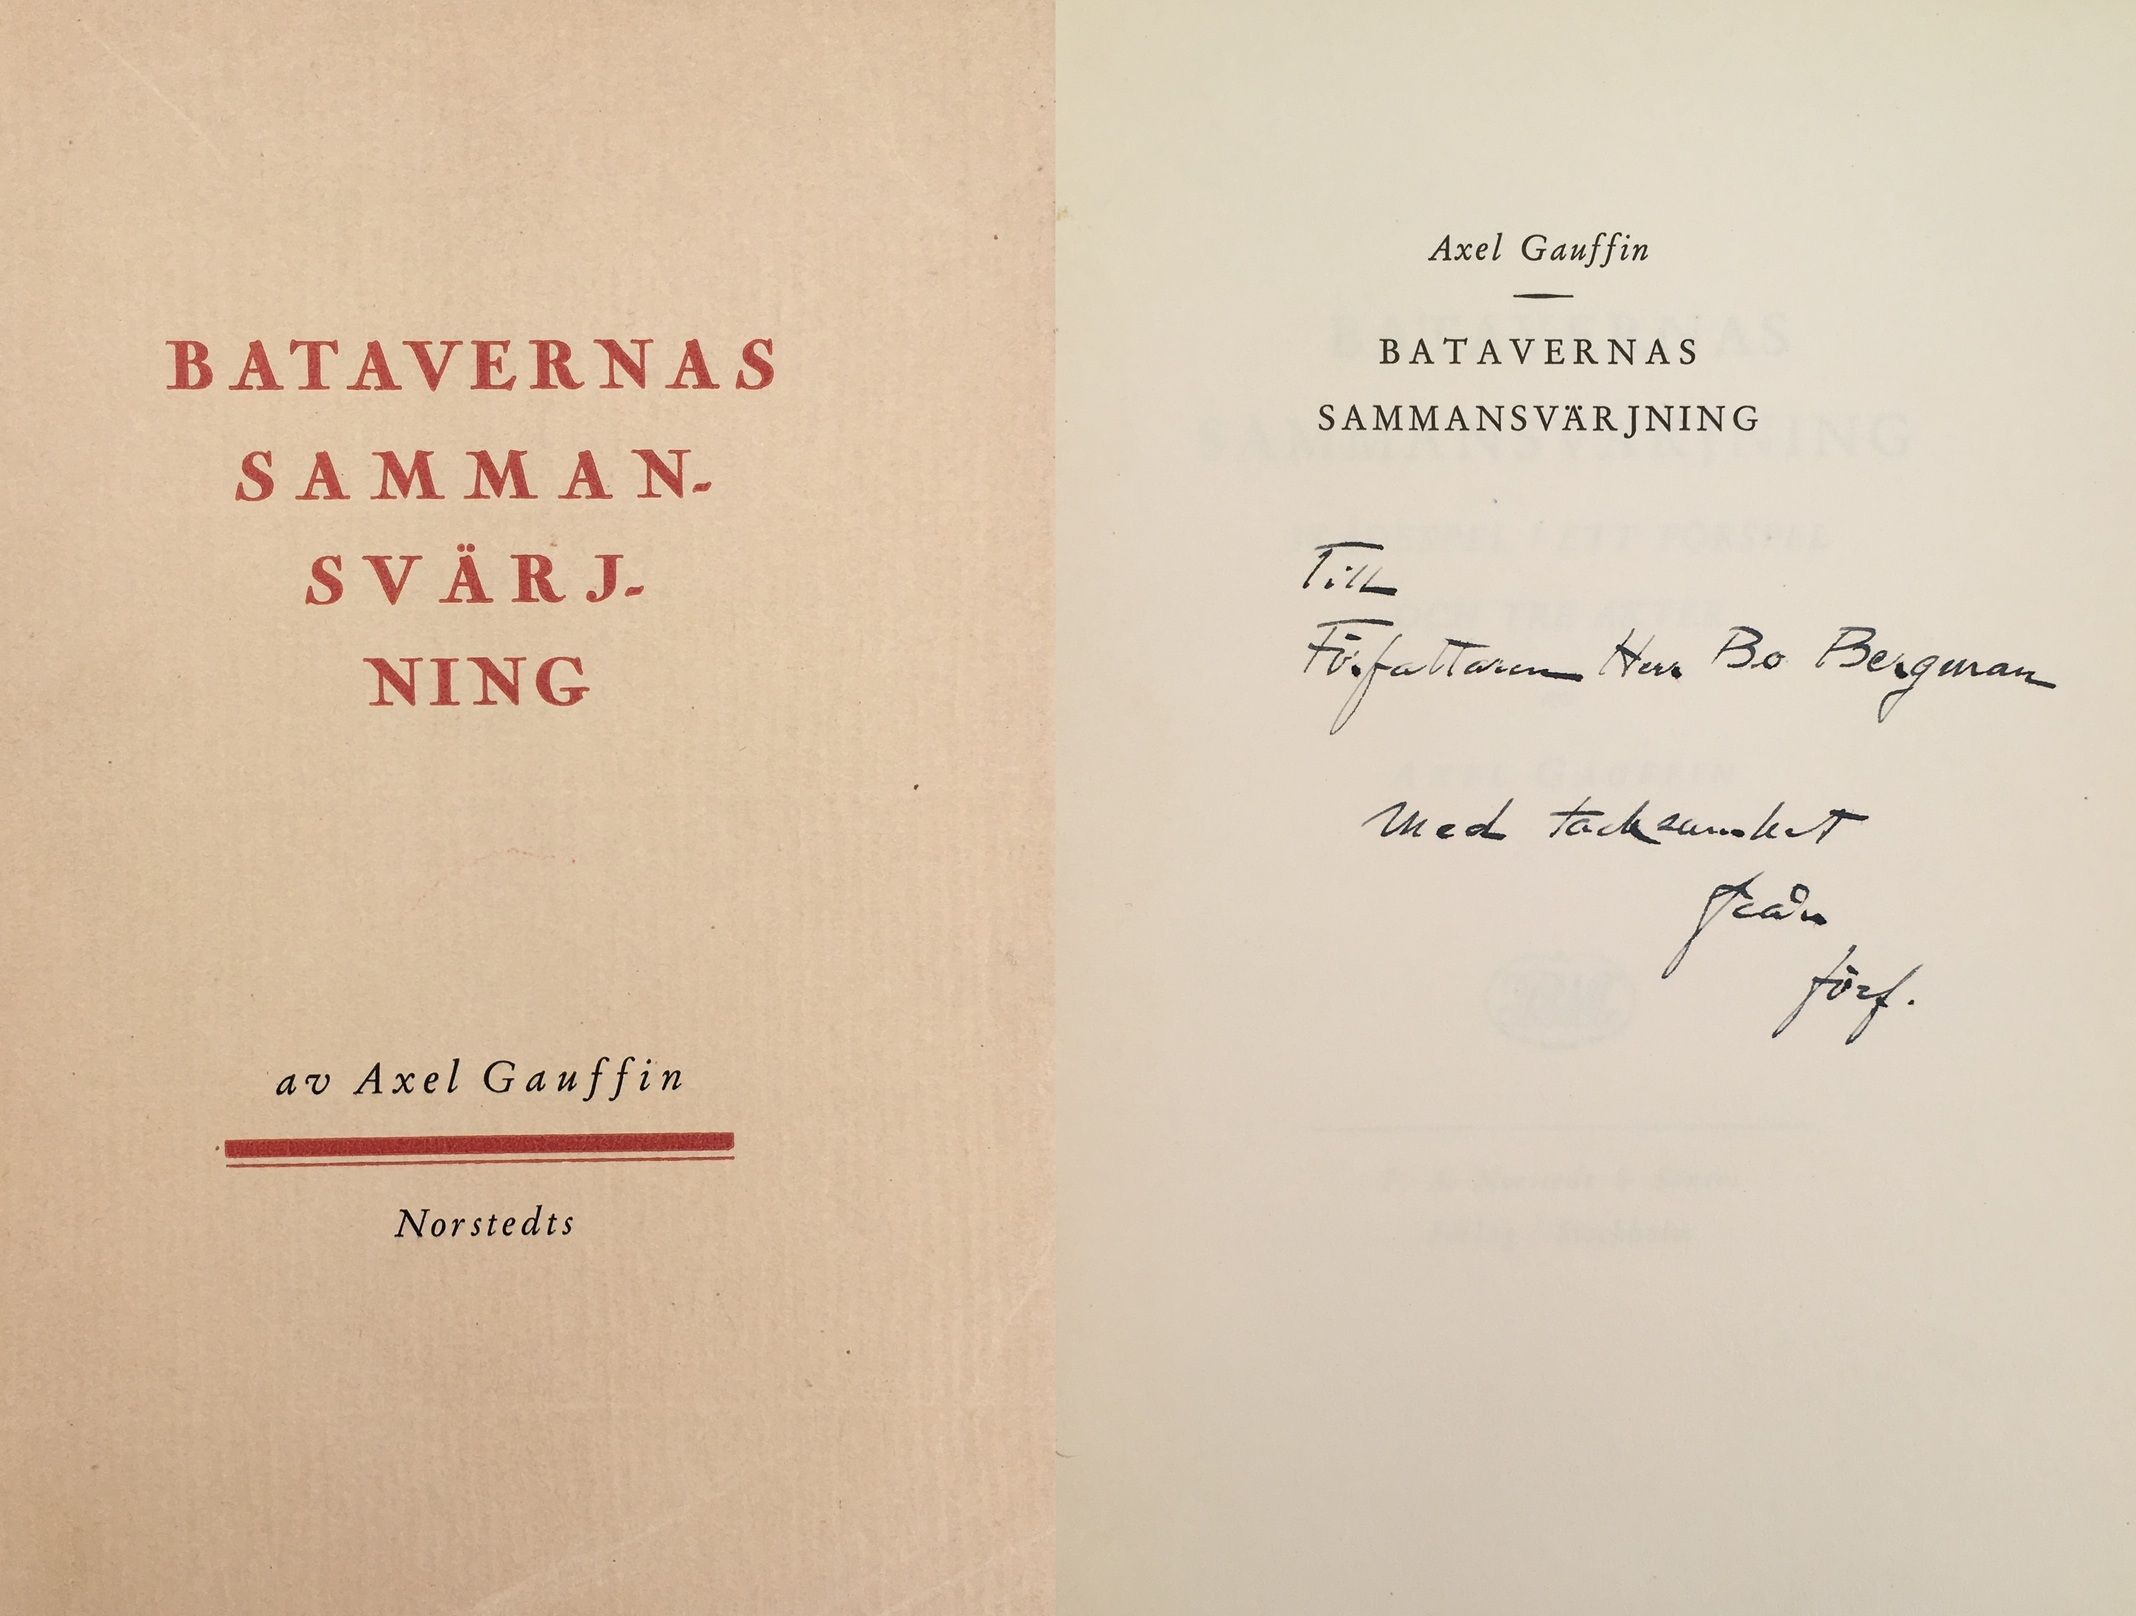 BATAVERNAS
SAMMAN-
SVÄRJ-
NING
av Axel Gauffin
Norstedts
Axel Gauffin
BATAVERNAS
SAMMANSVÄRJNING
Till
Författaren Herr Bo Bergman
Med tacksamhet
från
förf.